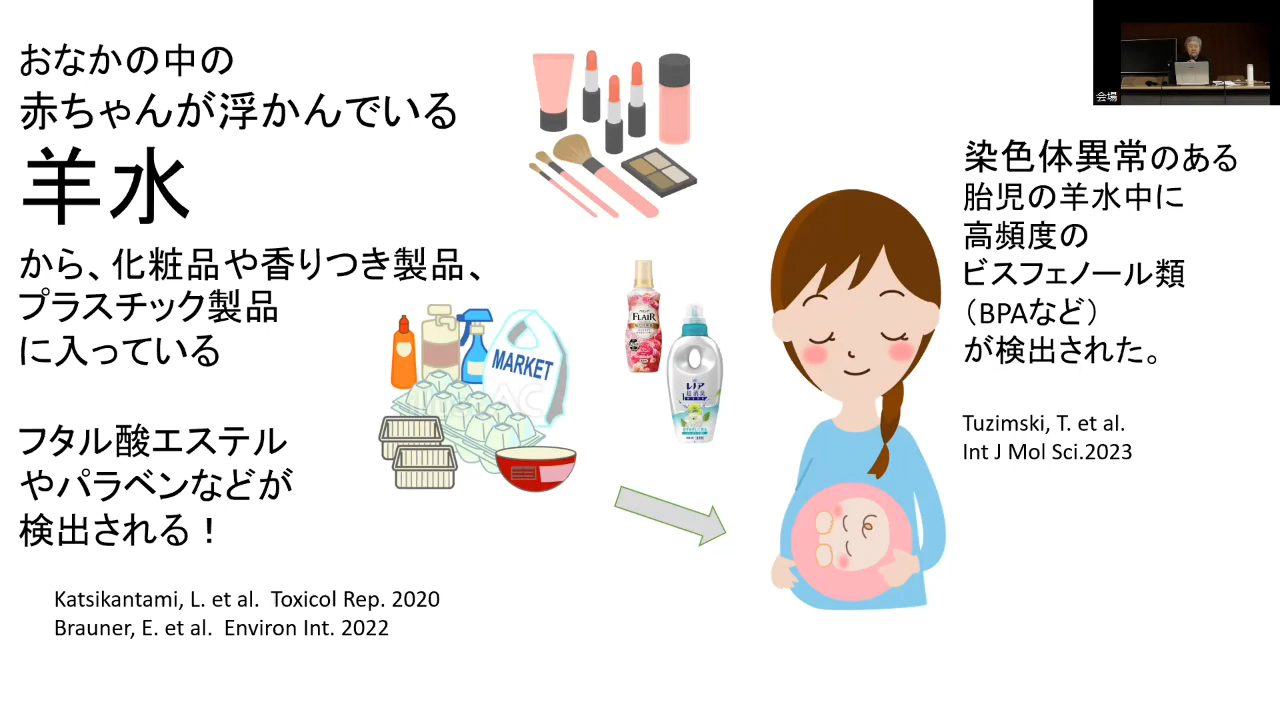 おなかの中の
赤ちゃんが浮かんでいる
羊水
から、化粧品や香りつき製品、
プラスチック製品
に入っている
フタル酸エステル
やパラベンなどが
検出される！
Katsikantami, L. et al. Toxicol Rep. 2020
Brauner, E. et al. Environ Int. 2022
MARKET
AC
FLAIR
レノア
超消臭
染色体異常のある
胎児の羊水中に
高頻度の
ビスフェノール類
（BPAなど）
が検出された。
Tuzimski, T. et al.
Int J Mol Sci.2023
会場